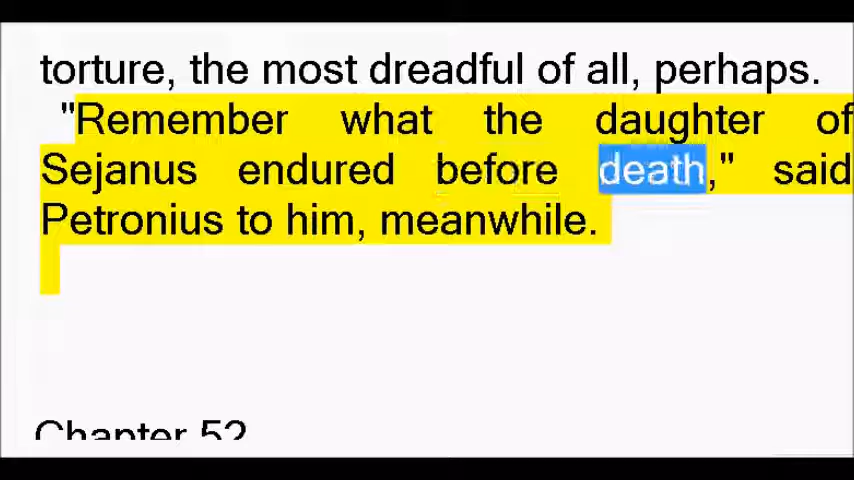 torture, the most dreadful of all, perhaps.
"Remember what the daughter of
Sejanus endured before death," said
Petronius to him, meanwhile.
Chapter 52